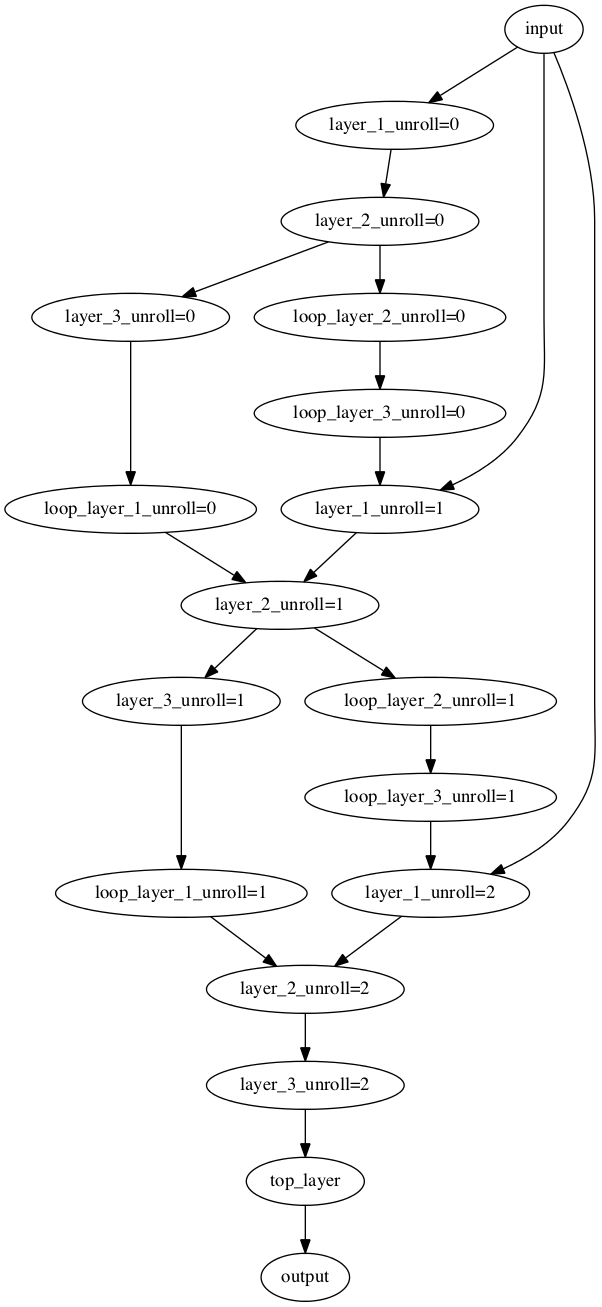 input
layer_1_unroll=0
layer_2_unroll=0
layer_3_unroll=0
loop_layer_2_unroll=0
loop_layer_3_unroll=0
loop_layer_1_unroll=0
layer_1_unroll=1
layer_2_unroll=1
layer_3_unroll=1
loop_layer_2_unroll=1
loop_layer_3_unroll=1
loop_layer_1_unroll=1
layer_1_unroll=2
layer_2_unroll=2
layer_3_unroll=2
top_layer
output